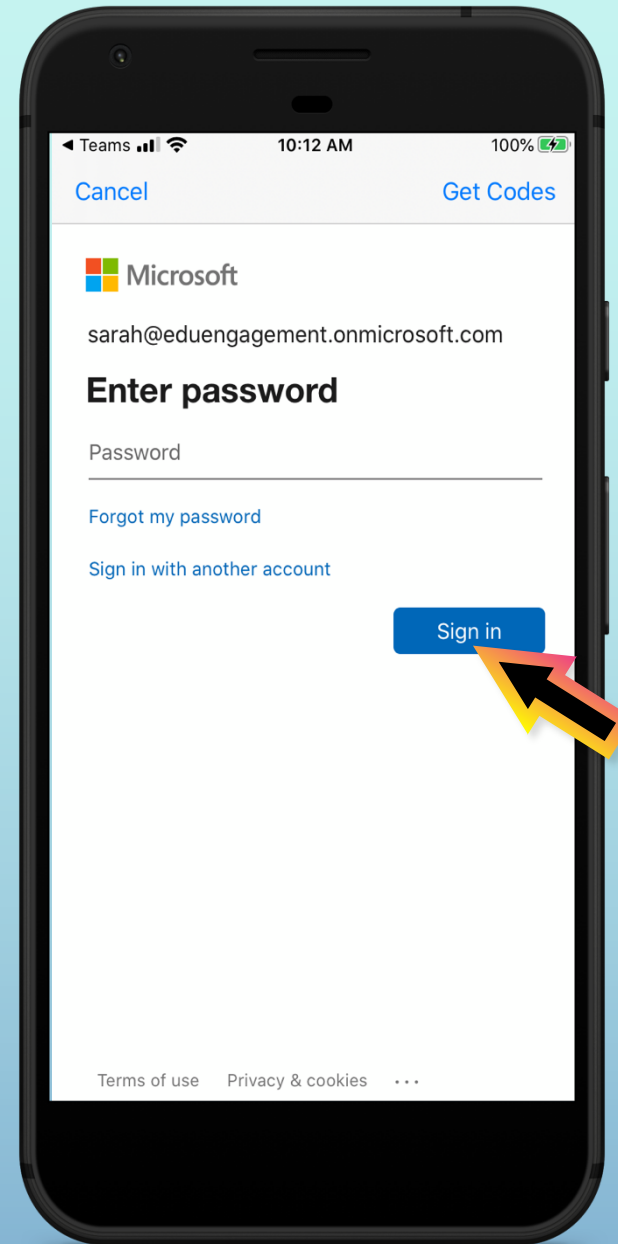 ◀ Teams 10:12 AM 100%
Cancel Get Codes
Microsoft
sarah@eduengagement.onmicrosoft.com
Enter password
Password
Forgot my password
Sign in with another account
Sign in
Terms of use Privacy & cookies ...